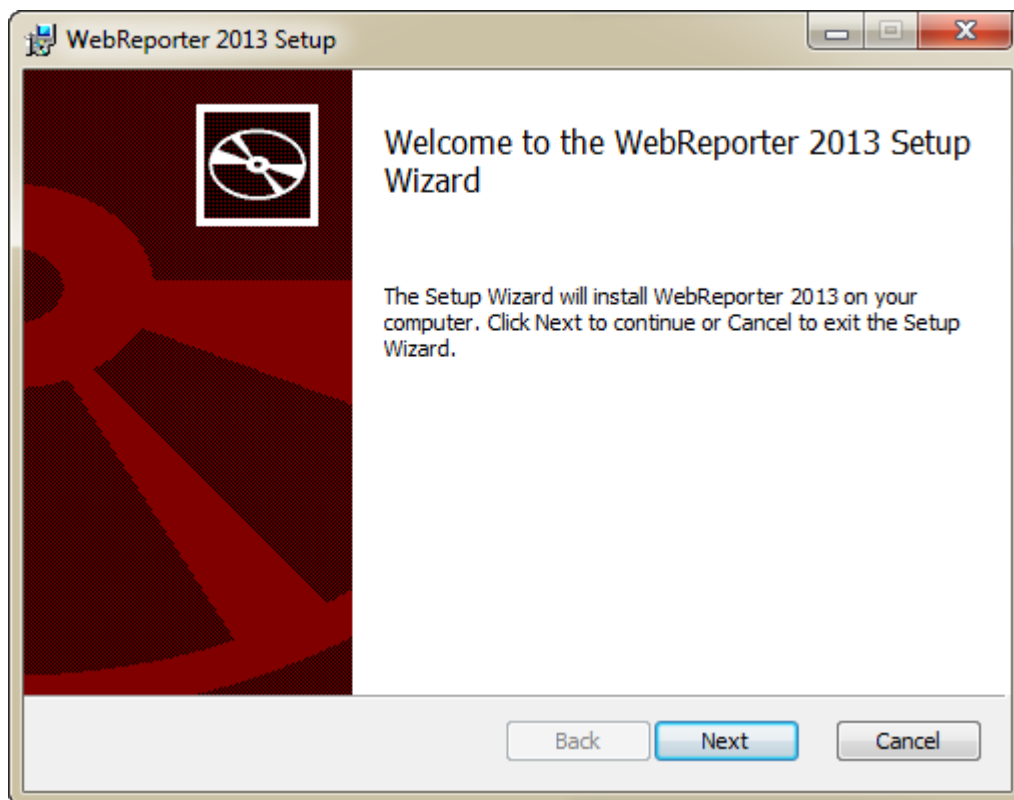 WebReporter 2013 Setup
Welcome to the WebReporter 2013 Setup
Wizard
The Setup Wizard will install WebReporter 2013 on your
computer. Click Next to continue or Cancel to exit the Setup
Wizard.
Back Next Cancel